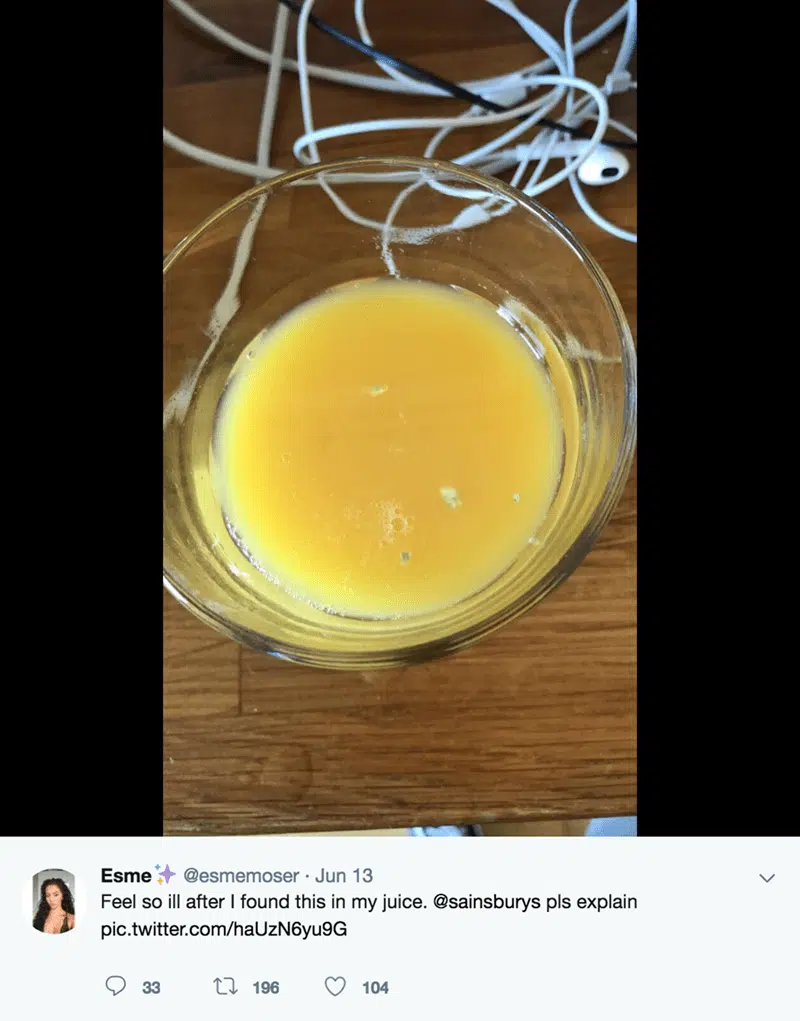 Esme✨ @esmemoser · Jun 13
Feel so ill after I found this in my juice. @sainsburys pls explain
pic.twitter.com/haUzN6yu9G
33 196 104